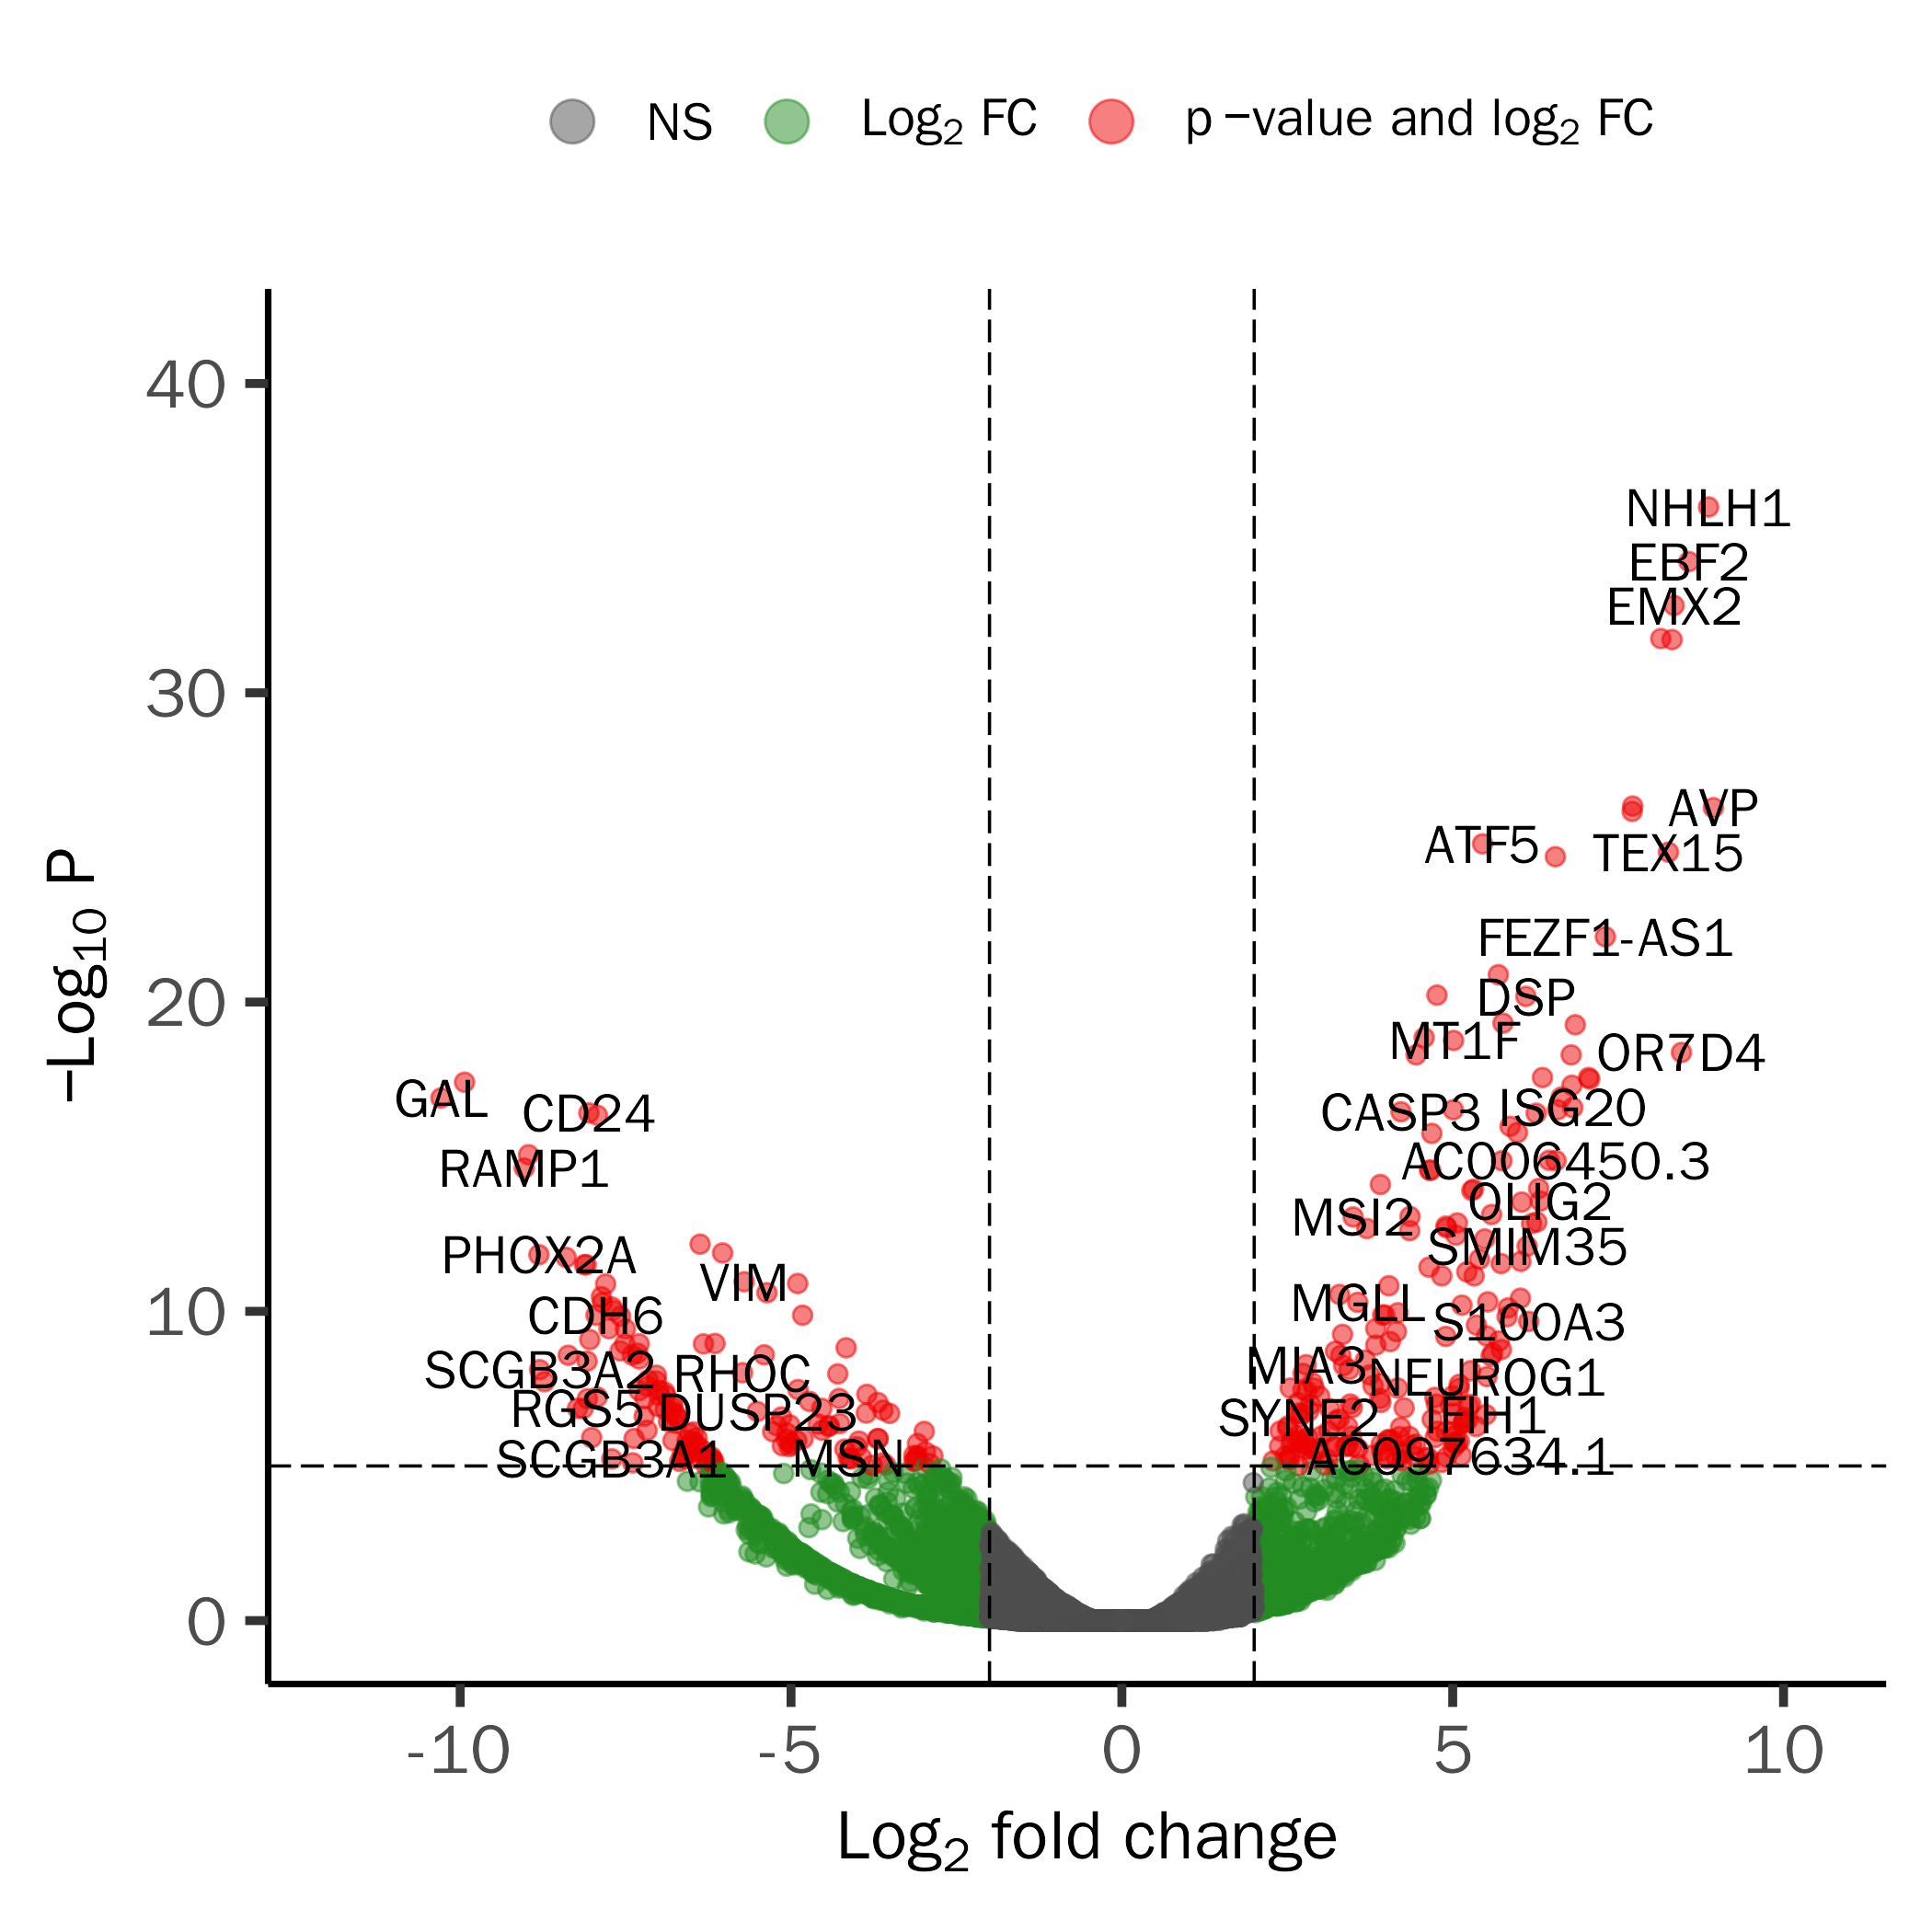 NS Log2 FC p −value and log2 FC
40
30
20
10
0
−Log10 P
NHLH1
EBF2
EMX2
AVP
ATF5 TEX15
FEZF1-AS1
DSP
MT1F OR7D4
GAL CD24 CASP3 ISG20
RAMP1 AC006450.3
MSI2 OLIG2
PHOX2A VIM SMIM35
CDH6 MGLL S100A3
SCGB3A2 RHOC MIA3 NEUROG1
RGS5 DUSP23 SYNE2 IFIH1
SCGB3A1 MSN AC097634.1
-10 -5 0 5 10
Log2 fold change